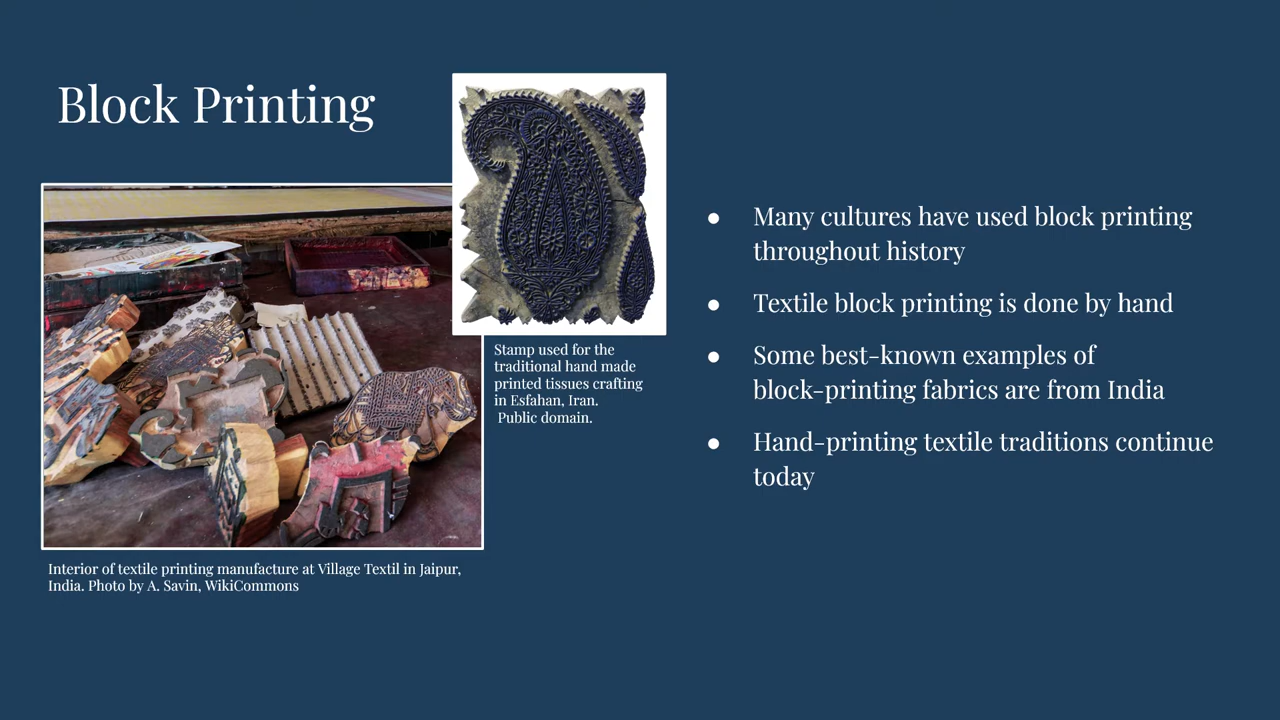 Block Printing
Stamp used for the
traditional hand made
printed tissues crafting
in Esfahan, Iran.
Public domain.
Interior of textile printing manufacture at Village Textil in Jaipur,
India. Photo by A. Savin, WikiCommons
● Many cultures have used block printing
throughout history
● Textile block printing is done by hand
● Some best-known examples of
block-printing fabrics are from India
● Hand-printing textile traditions continue
today